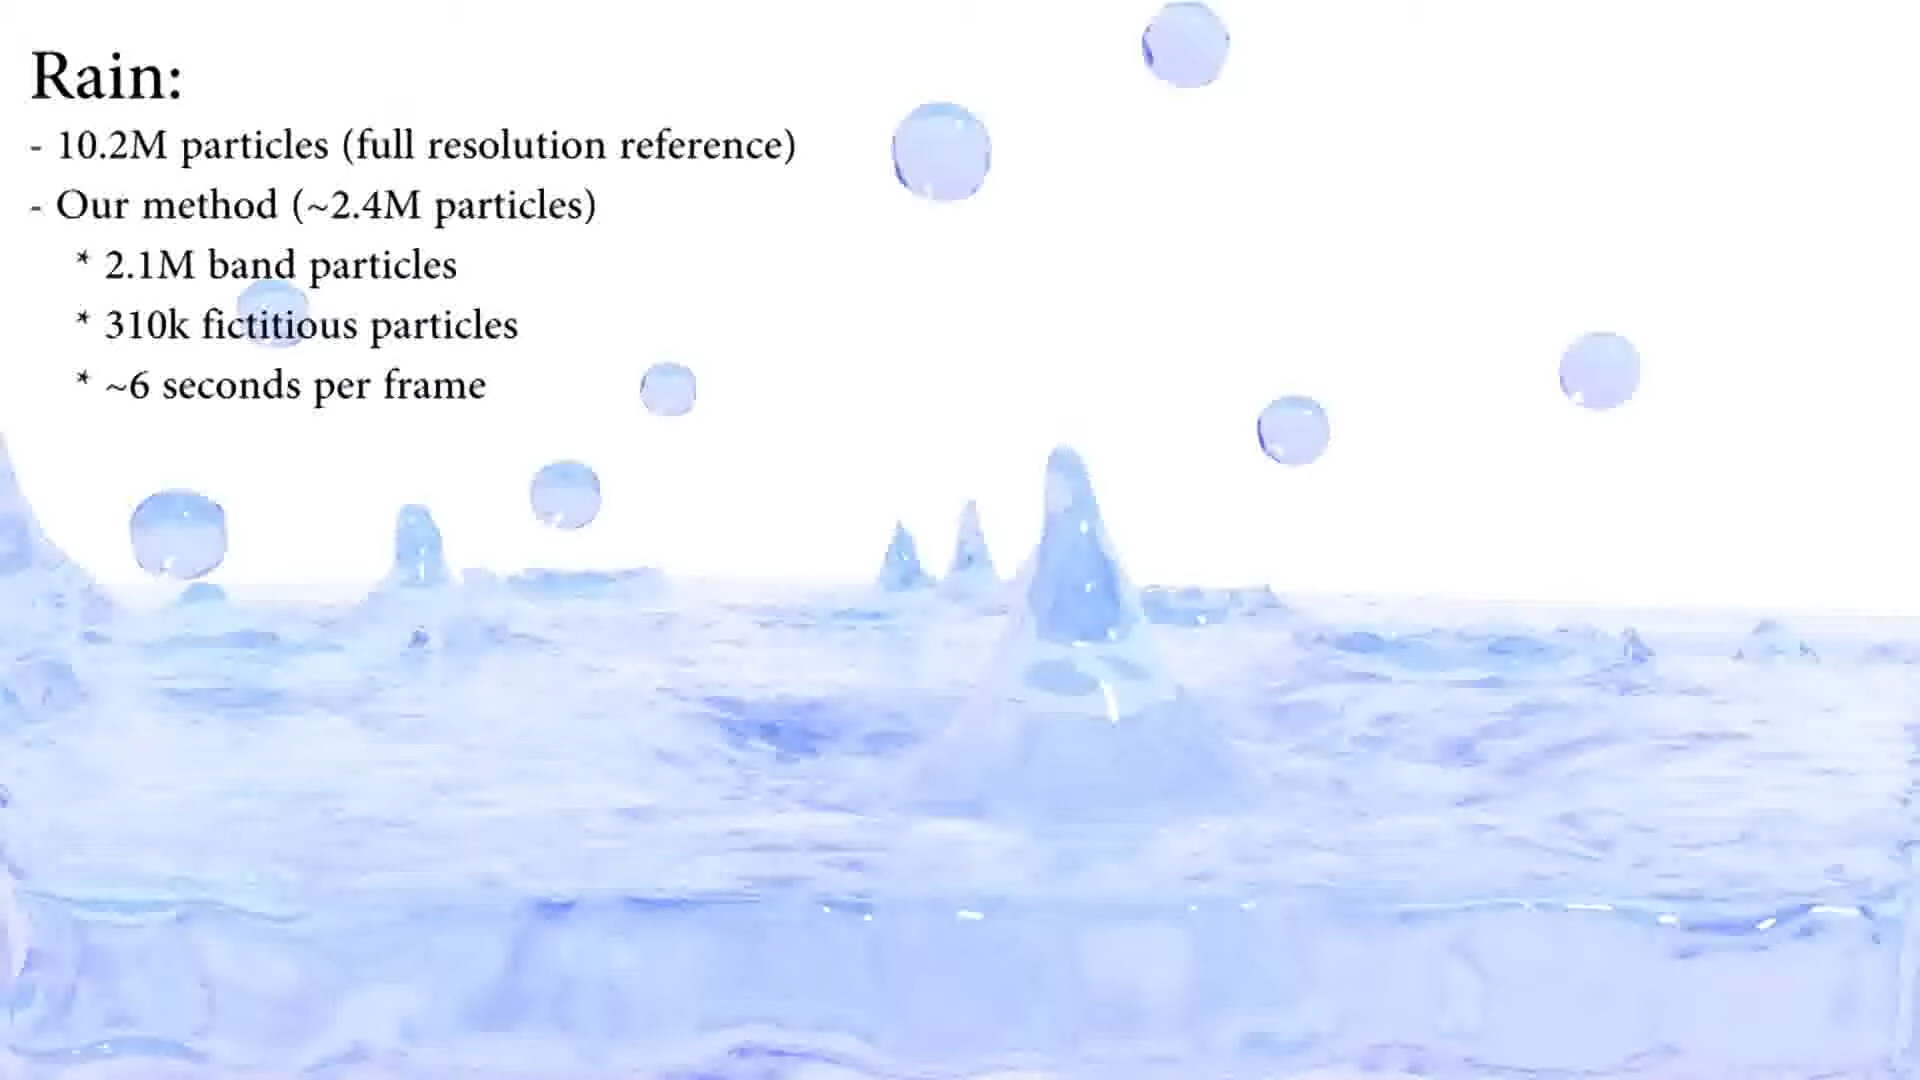 Rain:
- 10.2M particles (full resolution reference)
- Our method (~2.4M particles)
* 2.1M band particles
* 310k fictitious particles
* ~6 seconds per frame